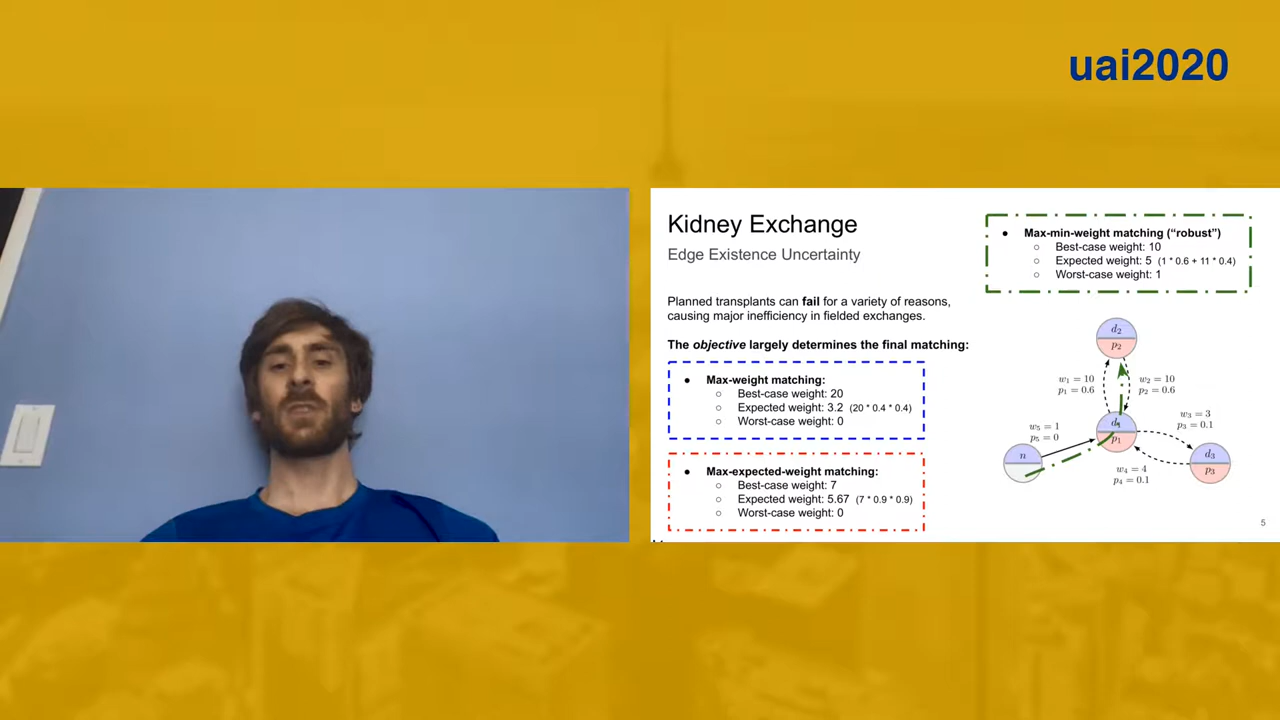 uai2020
Kidney Exchange
Edge Existence Uncertainty
Planned transplants can fail for a variety of reasons,
causing major inefficiency in fielded exchanges.
The objective largely determines the final matching:
● Max-weight matching:
○ Best-case weight: 20
○ Expected weight: 3.2 (20 * 0.4 * 0.4)
○ Worst-case weight: 0
● Max-expected-weight matching:
○ Best-case weight: 7
○ Expected weight: 5.67 (7 * 0.9 * 0.9)
○ Worst-case weight: 0
● Max-min-weight matching (“robust”)
○ Best-case weight: 10
○ Expected weight: 5 (1 * 0.6 + 11 * 0.4)
○ Worst-case weight: 1
d₂
p₂
w₁ = 10
p₁ = 0.6
w₂ = 10
p₂ = 0.6
w₃ = 3
p₃ = 0.1
w₅ = 1
p₅ = 0
d₁
p₁
n
d₃
p₃
w₄ = 4
p₄ = 0.1
5